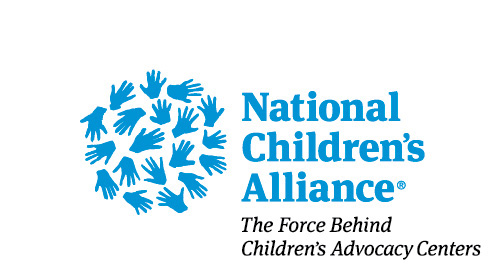 National
Children's
Alliance®
The Force Behind
Children's Advocacy Centers